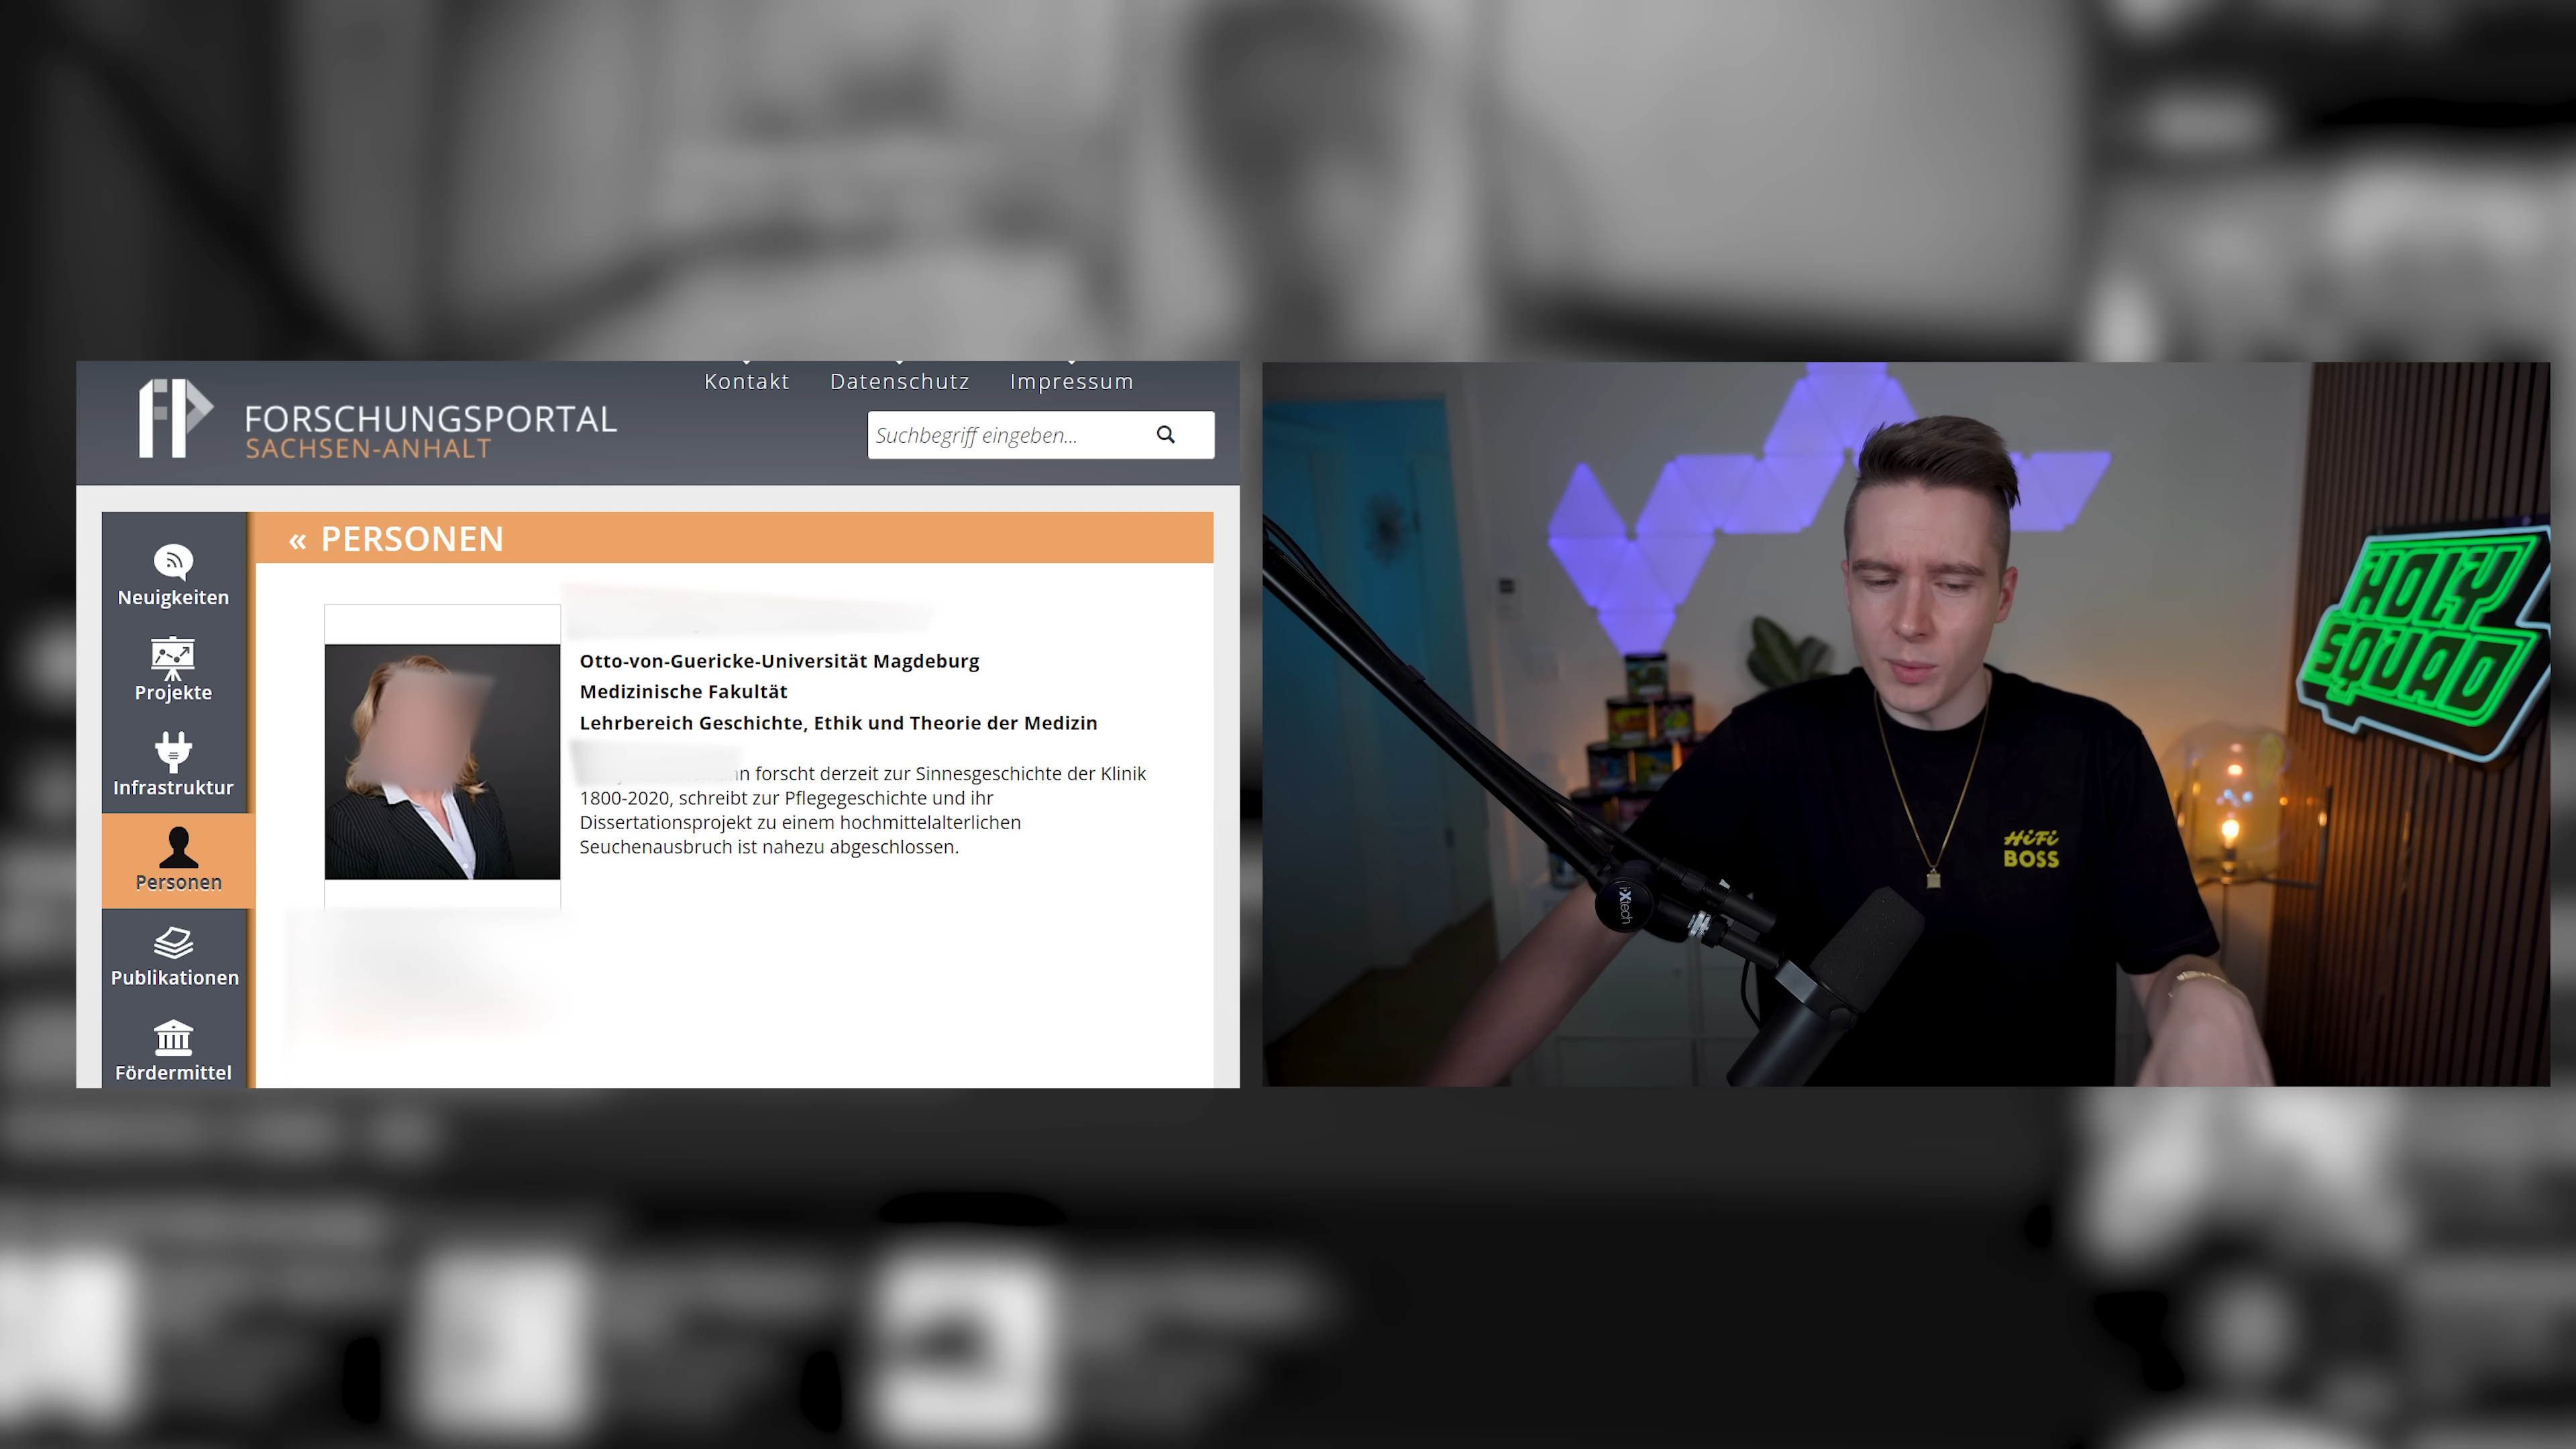 Kontakt Datenschutz Impressum
FORSCHUNGSPORTAL
SACHSEN-ANHALT
Suchbegriff eingeben...
« PERSONEN
Neuigkeiten
Projekte
Infrastruktur
Personen
Publikationen
Fördermittel
Otto-von-Guericke-Universität Magdeburg
Medizinische Fakultät
Lehrbereich Geschichte, Ethik und Theorie der Medizin
forscht derzeit zur Sinnesgeschichte der Klinik
1800-2020, schreibt zur Pflegegeschichte und ihr
Dissertationsprojekt zu einem hochmittelalterlichen
Seuchenausbruch ist nahezu abgeschlossen.
HOLY
SQUAD
HiFi
BOSS
iXtech